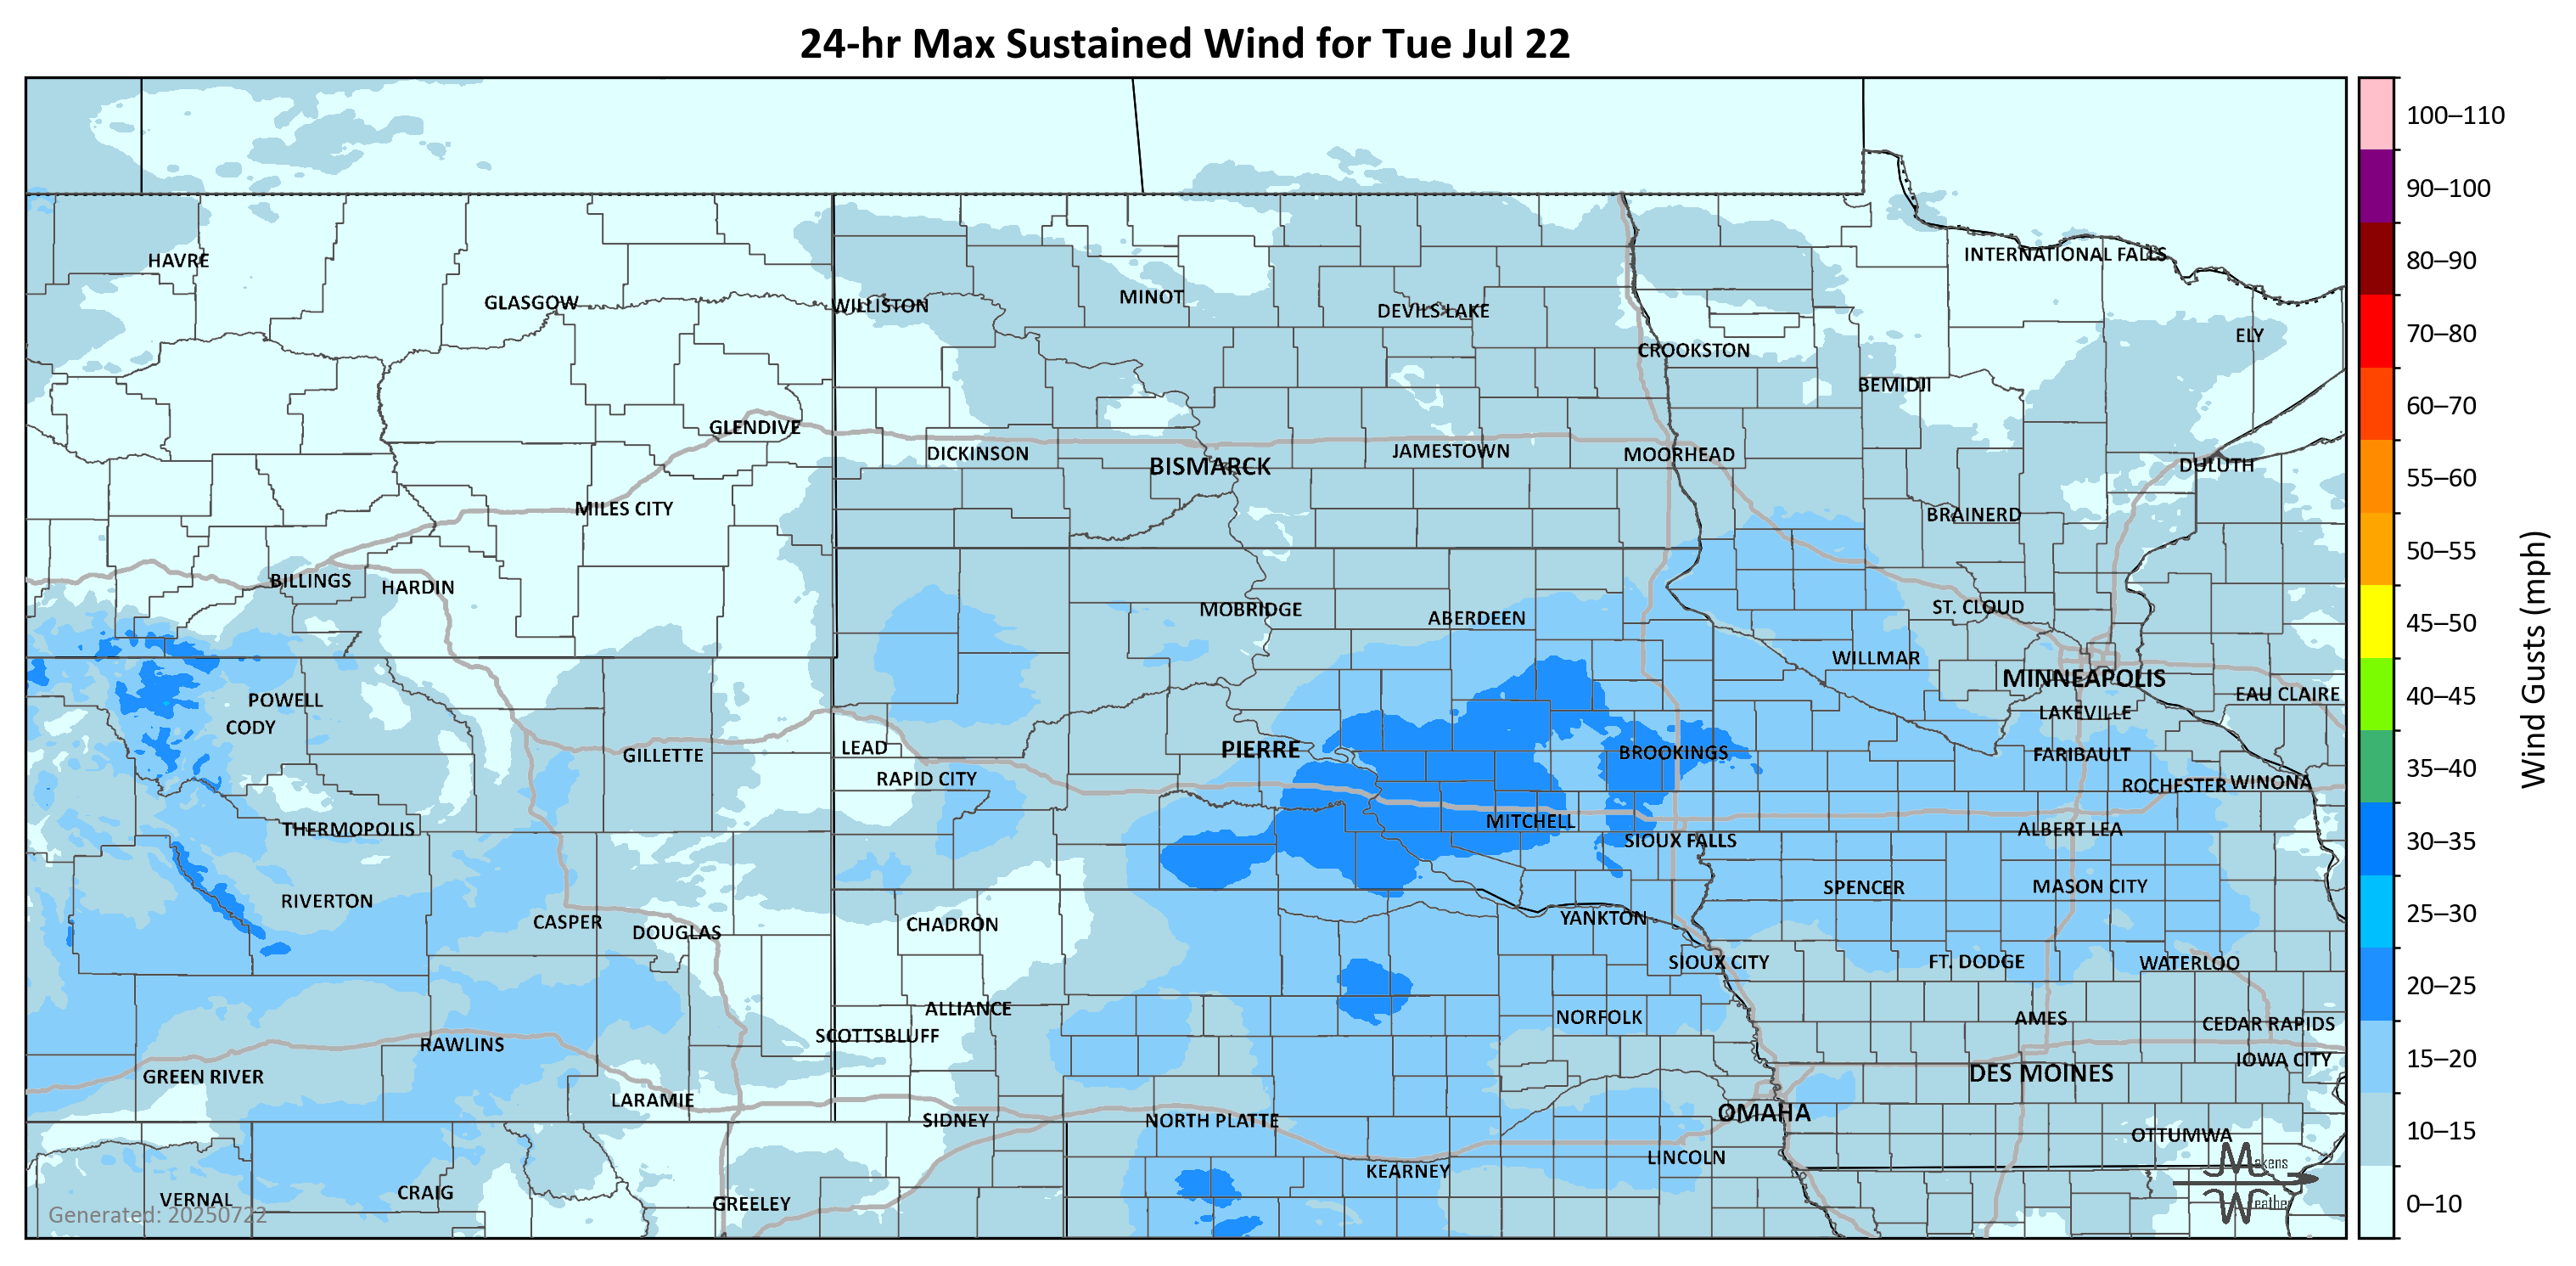 24-hr Max Sustained Wind for Tue Jul 22
100–110
90–100
80–90
70–80
60–70
55–60
50–55
45–50
40–45
35–40
30–35
25–30
20–25
15–20
10–15
0–10
Wind Gusts (mph)
HAVRE
INTERNATIONAL FALLS
GLASGOW
WILLISTON
MINOT
DEVILS LAKE
ELY
CROOKSTON
BEMIDJI
GLENDIVE
DICKINSON
BISMARCK
JAMESTOWN
MOORHEAD
DULUTH
MILES CITY
BRAINERD
BILLINGS
HARDIN
MOBRIDGE
ABERDEEN
ST. CLOUD
WILLMAR
MINNEAPOLIS
EAU CLAIRE
POWELL
CODY
LAKEVILLE
GILLETTE
LEAD
PIERRE
BROOKINGS
FARIBAULT
RAPID CITY
ROCHESTER
WINONA
THERMOPOLIS
MITCHELL
SIOUX FALLS
ALBERT LEA
RIVERTON
SPENCER
MASON CITY
CASPER
DOUGLAS
CHADRON
YANKTON
SIOUX CITY
FT. DODGE
WATERLOO
ALLIANCE
NORFOLK
AMES
CEDAR RAPIDS
SCOTTSBLUFF
RAWLINS
IOWA CITY
GREEN RIVER
DES MOINES
LARAMIE
SIDNEY
NORTH PLATTE
OMAHA
OTTUMWA
KEARNEY
LINCOLN
VERNAL
CRAIG
GREELEY
Makens
Weather
Generated: 20250722